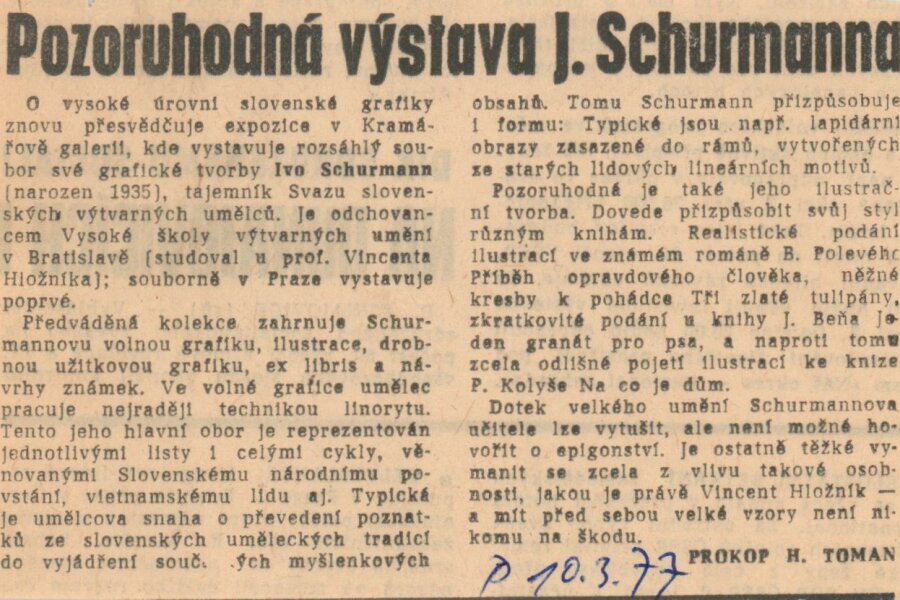 Pozoruhodná výstava J. Schurmanna
O vysoké úrovni slovenské grafiky
znovu přesvědčuje expozice v Kramá-
řově galerii, kde vystavuje rozsáhlý sou-
bor své grafické tvorby Ivo Schurmann
(narozen 1935), tajemník Svazu sloven-
ských výtvarných umělců. Je odchovan-
cem Vysoké školy výtvarných umění
v Bratislavě (studoval u prof. Vincenta
Hložníka); souborně v Praze vystavuje
poprvé.
Předváděná kolekce zahrnuje Schur-
mannovu volnou grafiku, ilustrace, drob-
nou užitkovou grafiku, ex libris a ná-
vrhy známek. Ve volné grafice umělec
pracuje nejraději technikou linorytu.
Tento jeho hlavní obor je reprezentován
jednotlivými listy i celými cykly, vě-
novanými Slovenskému národnímu po-
vstání, vietnamskému lidu aj. Typická
je umělcova snaha o převedení poznat-
ků ze slovenských uměleckých tradicí
do vyjádření myšlenkových
obsahů. Tomu Schurmann přizpůsobuje
i formu: Typické jsou např. lapidární
obrazy zasazené do rámů, vytvořených
ze starých lidových lineárních motivů.
Pozoruhodná je také jeho ilustrač-
ní tvorba. Dovede přizpůsobit svůj styl
různým knihám. Realistické podání
ilustrací ve známém románě B. Polevého
Příběh opravdového člověka, něžné
kresby k pohádce Tři zlaté tulipány,
zkratkovité podání u knihy J. Beňa Je-
den granát pro psa, a naproti tomu
zcela odlišné pojetí ilustrací ke knize
P. Kolyše Na co je dům.
Dotek velkého umění Schurmannova
učitele lze vytušit, ale není možné ho-
vořit o epigonství. Je ostatně těžké vy-
manit se zcela z vlivu takové osob-
nosti, jakou je právě Vincent Hložník —
a mít před sebou velké vzory není ni-
komu na škodu.
PROKOP H. TOMAN
P 10.3.77